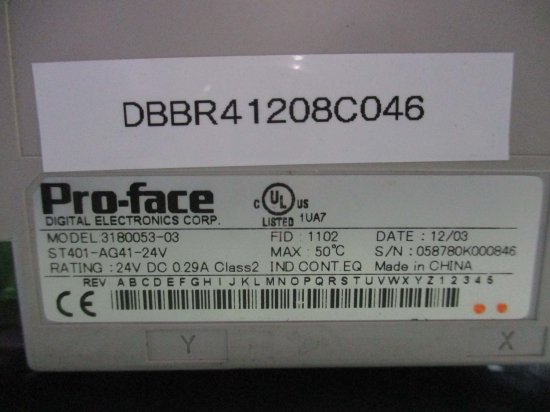 DBBR41208C046
Pro-face
DIGITAL ELECTRONICS CORP.
C UL US
LISTED 1UA7
MODEL 3180053-03 FID : 1102 DATE : 12/03
ST401-AG41-24V MAX : 50°C S/N : 058780K000846
RATING : 24V DC 0.29A Class2 IND.CONT.EQ Made in CHINA
REV A B C D E F G H I J K L M N O P Q R S T U V W X Y Z 1 2 3 4 5
CE
Y X